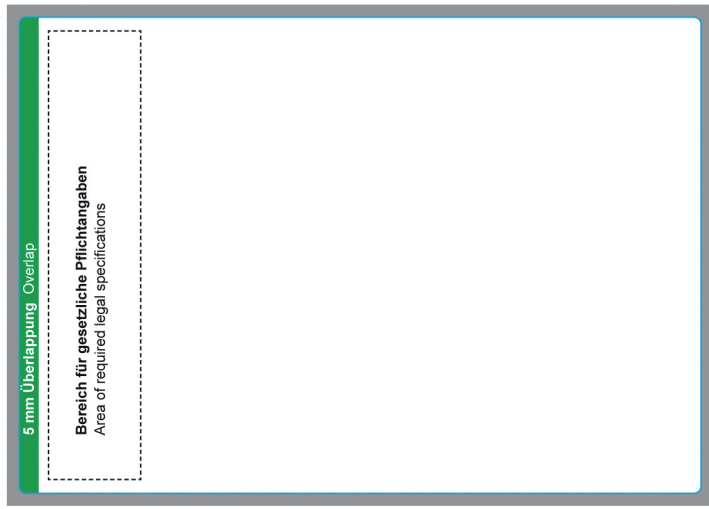 5 mm Überlappung Overlap
Bereich für gesetzliche Pflichtangaben
Area of required legal specifications